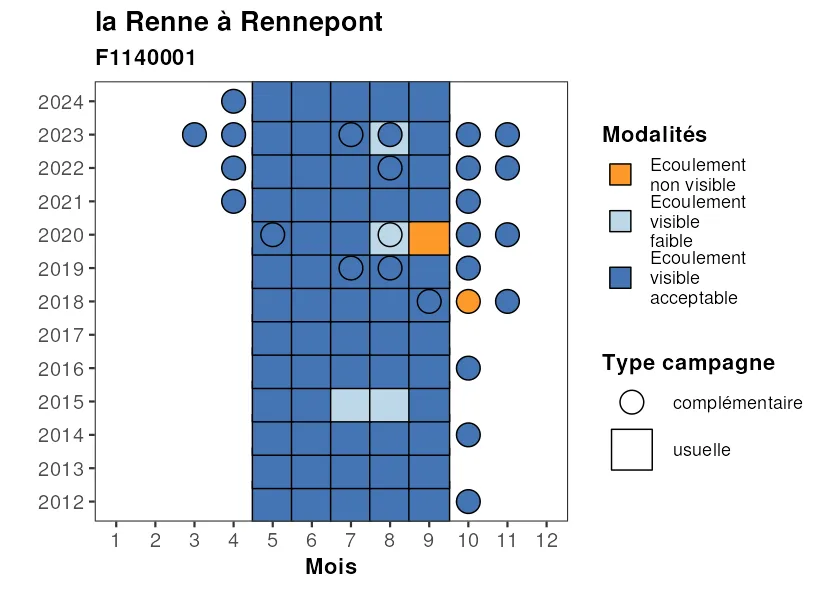 la Renne à Rennepont
F1140001
2024
2023
2022
2021
2020
2019
2018
2017
2016
2015
2014
2013
2012
1 2 3 4 5 6 7 8 9 10 11 12
Mois
Modalités
Ecoulement
non visible
Ecoulement
visible
faible
Ecoulement
visible
acceptable
Type campagne
complémentaire
usuelle